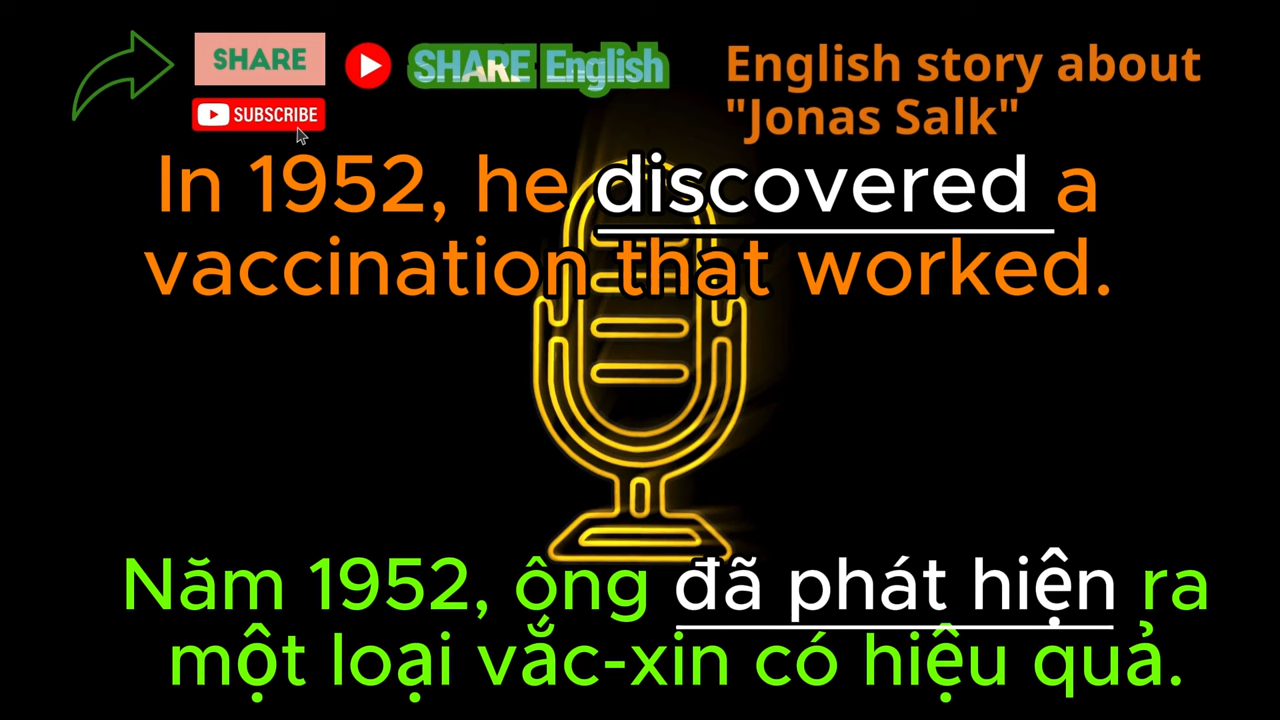 SHARE
SUBSCRIBE
SHARE English
English story about
"Jonas Salk"
In 1952, he discovered a
vaccination that worked.
Năm 1952, ông đã phát hiện ra
một loại vắc-xin có hiệu quả.